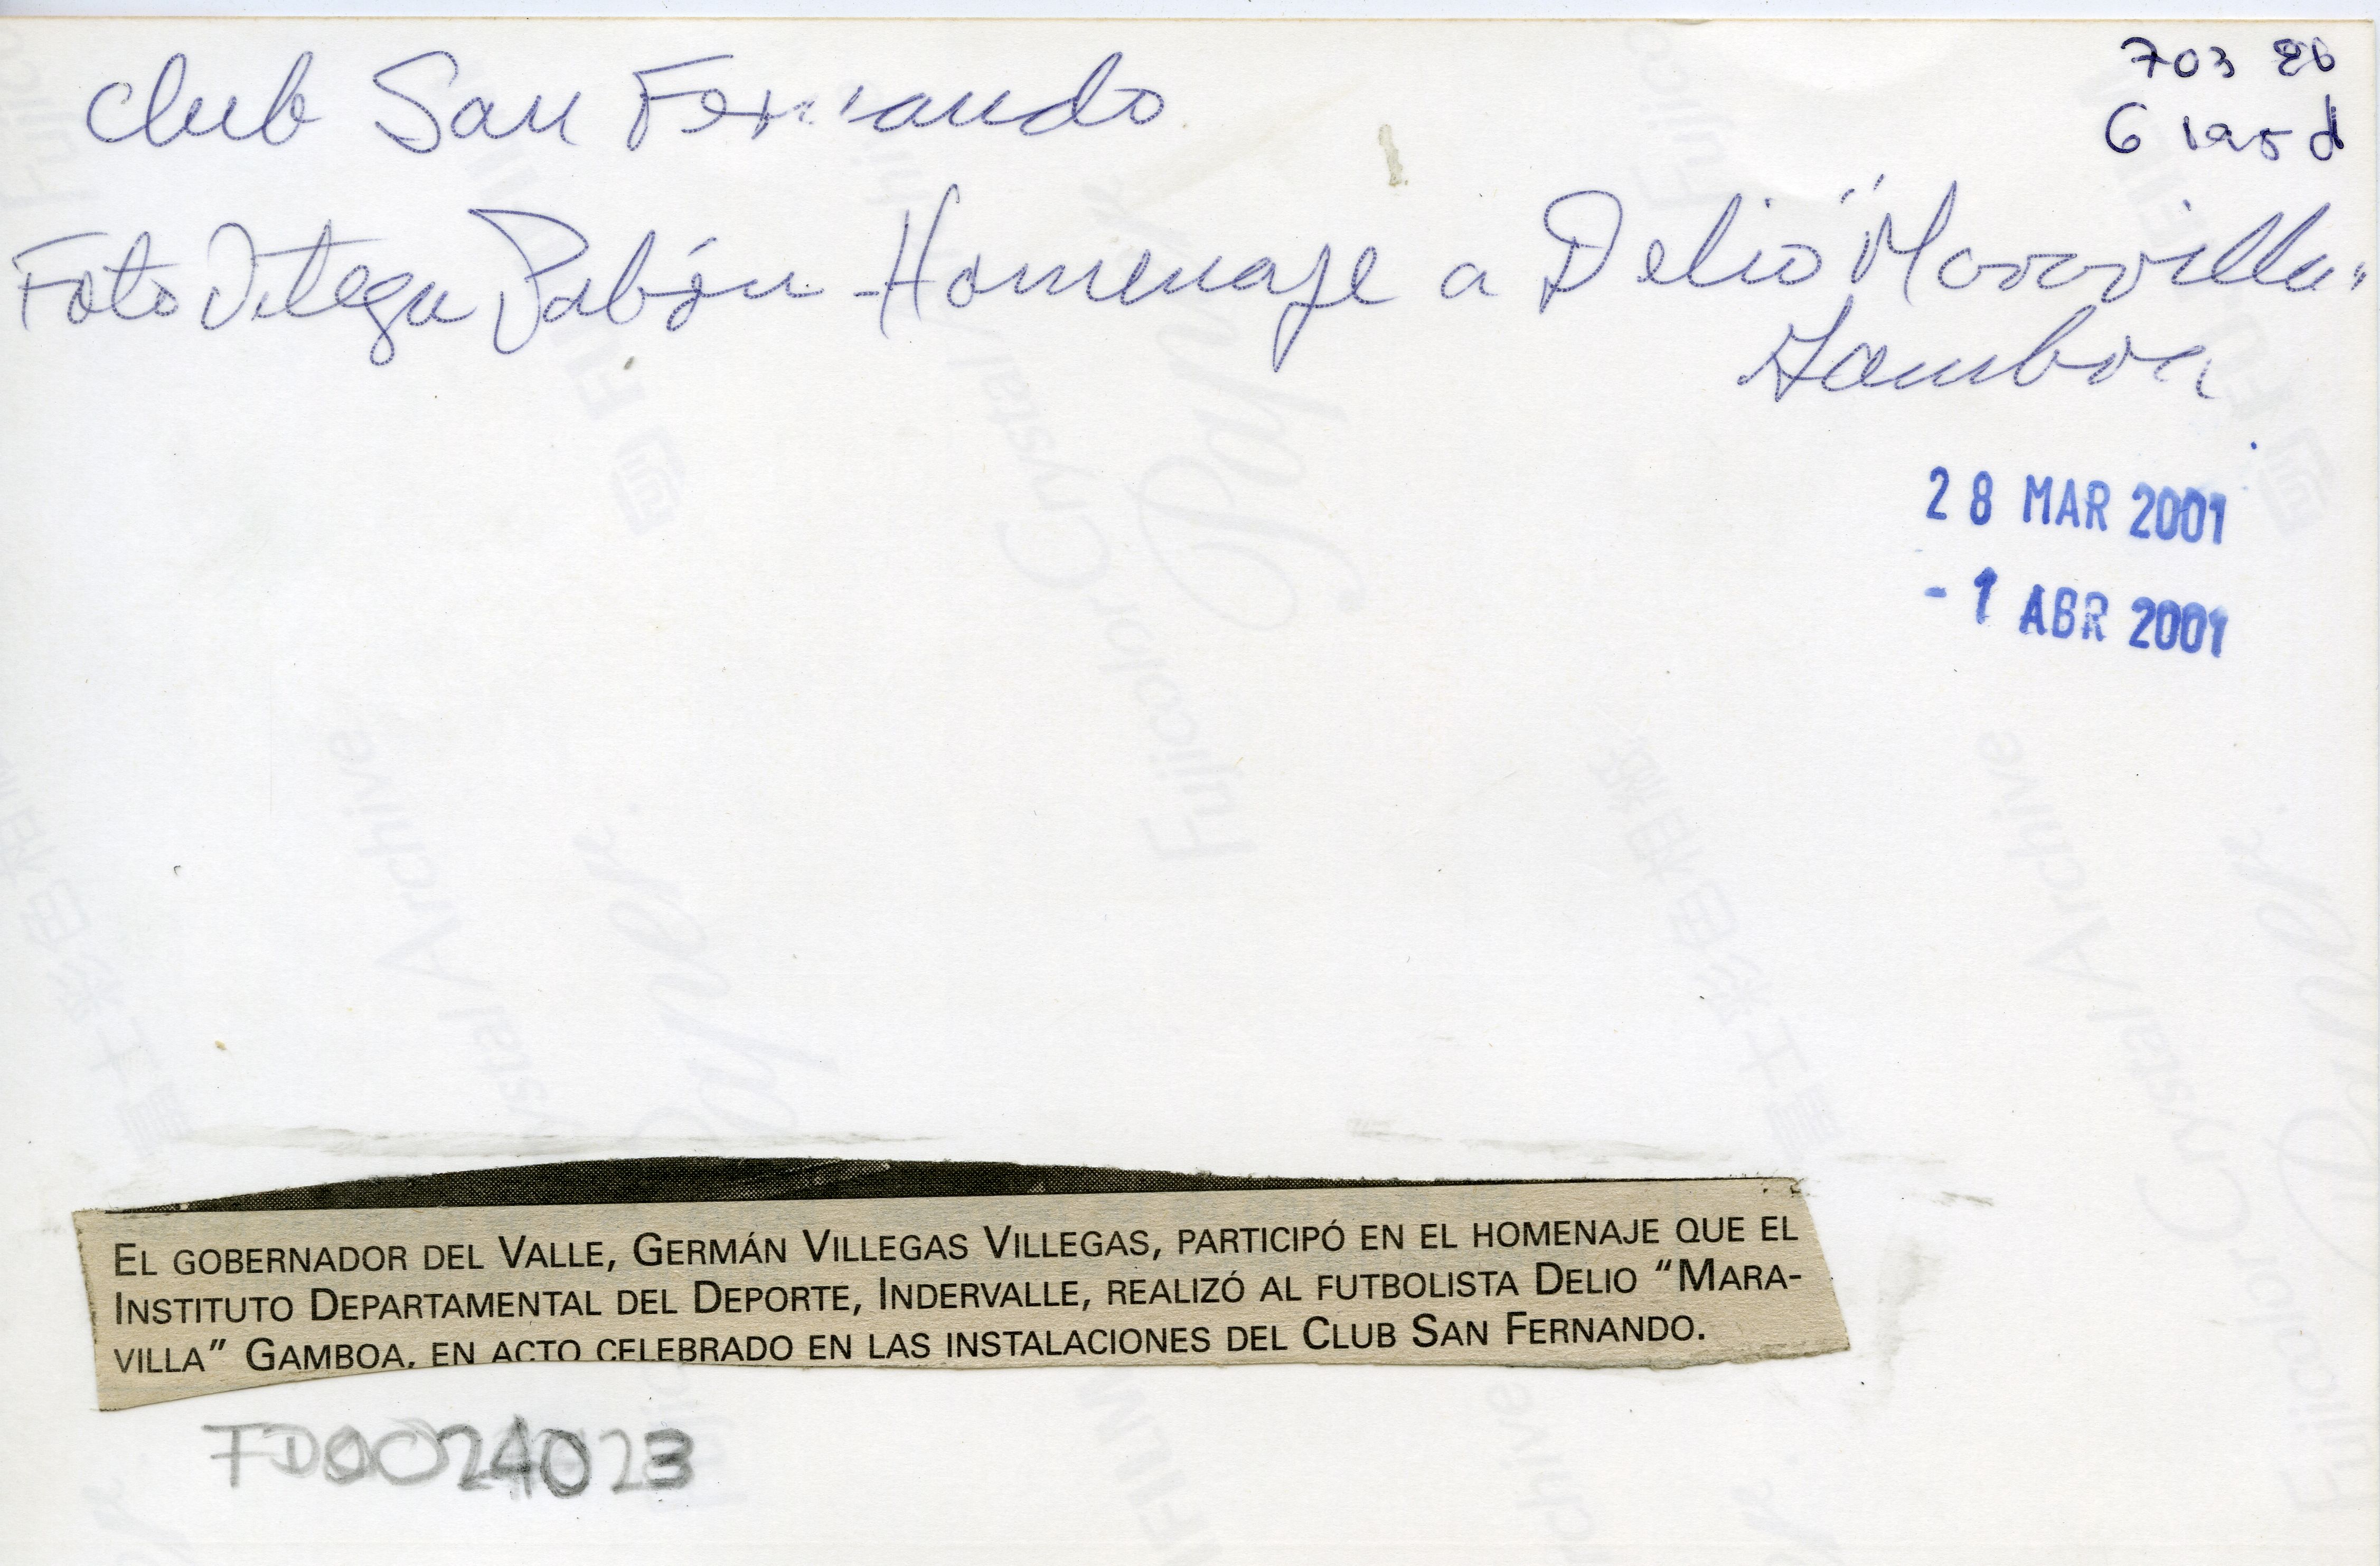 Club San Fernando
703 26
6 1a5 d
Foto Ortega Pabón - Homenaje a Delio "Maravilla"
Gamboa
28 MAR 2001
- 1 ABR 2001
EL GOBERNADOR DEL VALLE, GERMÁN VILLEGAS VILLEGAS, PARTICIPÓ EN EL HOMENAJE QUE EL
INSTITUTO DEPARTAMENTAL DEL DEPORTE, INDERVALLE, REALIZÓ AL FUTBOLISTA DELIO “MARA-
VILLA” GAMBOA, EN ACTO CELEBRADO EN LAS INSTALACIONES DEL CLUB SAN FERNANDO.
FD0024023